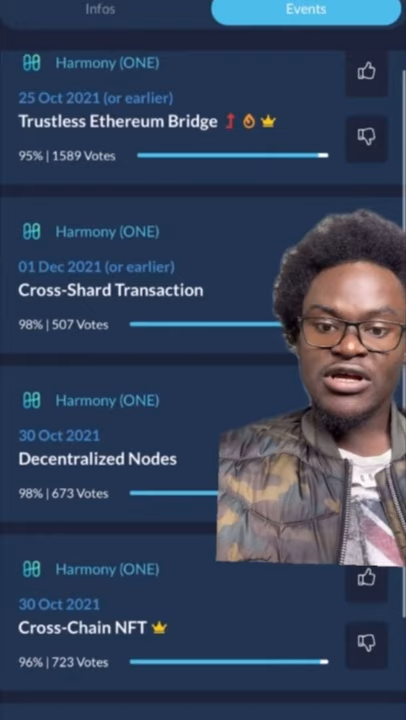 Infos
Events
Harmony (ONE)
25 Oct 2021 (or earlier)
Trustless Ethereum Bridge
95% | 1589 Votes
Harmony (ONE)
01 Dec 2021 (or earlier)
Cross-Shard Transaction
98% | 507 Votes
Harmony (ONE)
30 Oct 2021
Decentralized Nodes
98% | 673 Votes
Harmony (ONE)
30 Oct 2021
Cross-Chain NFT
96% | 723 Votes